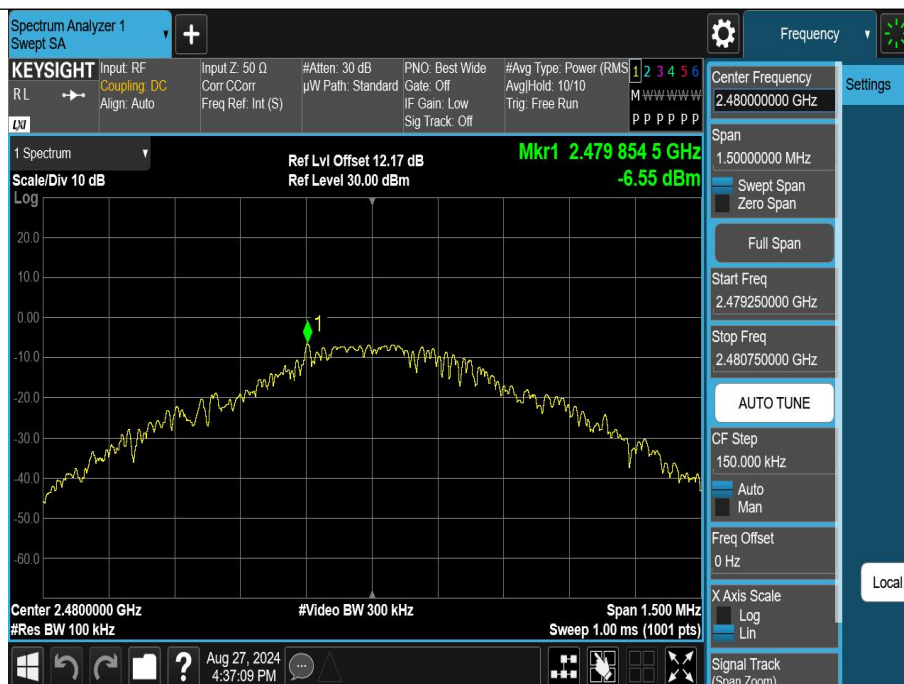 Spectrum Analyzer 1
Swept SA
+
Frequency
KEYSIGHT
RL
LXI
Input: RF
Coupling: DC
Align: Auto
Input Z: 50 Ω
Corr CCorr
Freq Ref: Int (S)
#Atten: 30 dB
µW Path: Standard
PNO: Best Wide
Gate: Off
IF Gain: Low
Sig Track: Off
#Avg Type: Power (RMS
Avg|Hold: 10/10
Trig: Free Run
1 2 3 4 5 6
M W W W W W
P P P P P P
1 Spectrum
Scale/Div 10 dB
Ref Lvl Offset 12.17 dB
Ref Level 30.00 dBm
Mkr1 2.479 854 5 GHz
-6.55 dBm
Log
20.0
10.0
0.00
-10.0
-20.0
-30.0
-40.0
-50.0
-60.0
1
Center 2.4800000 GHz
#Res BW 100 kHz
#Video BW 300 kHz
Span 1.500 MHz
Sweep 1.00 ms (1001 pts)
Aug 27, 2024
4:37:09 PM
?
Center Frequency
2.480000000 GHz
Span
1.50000000 MHz
Swept Span
Zero Span
Full Span
Start Freq
2.479250000 GHz
Stop Freq
2.480750000 GHz
AUTO TUNE
CF Step
150.000 kHz
Auto
Man
Freq Offset
0 Hz
X Axis Scale
Log
Lin
Signal Track
(Span Zoom)
Settings
Local